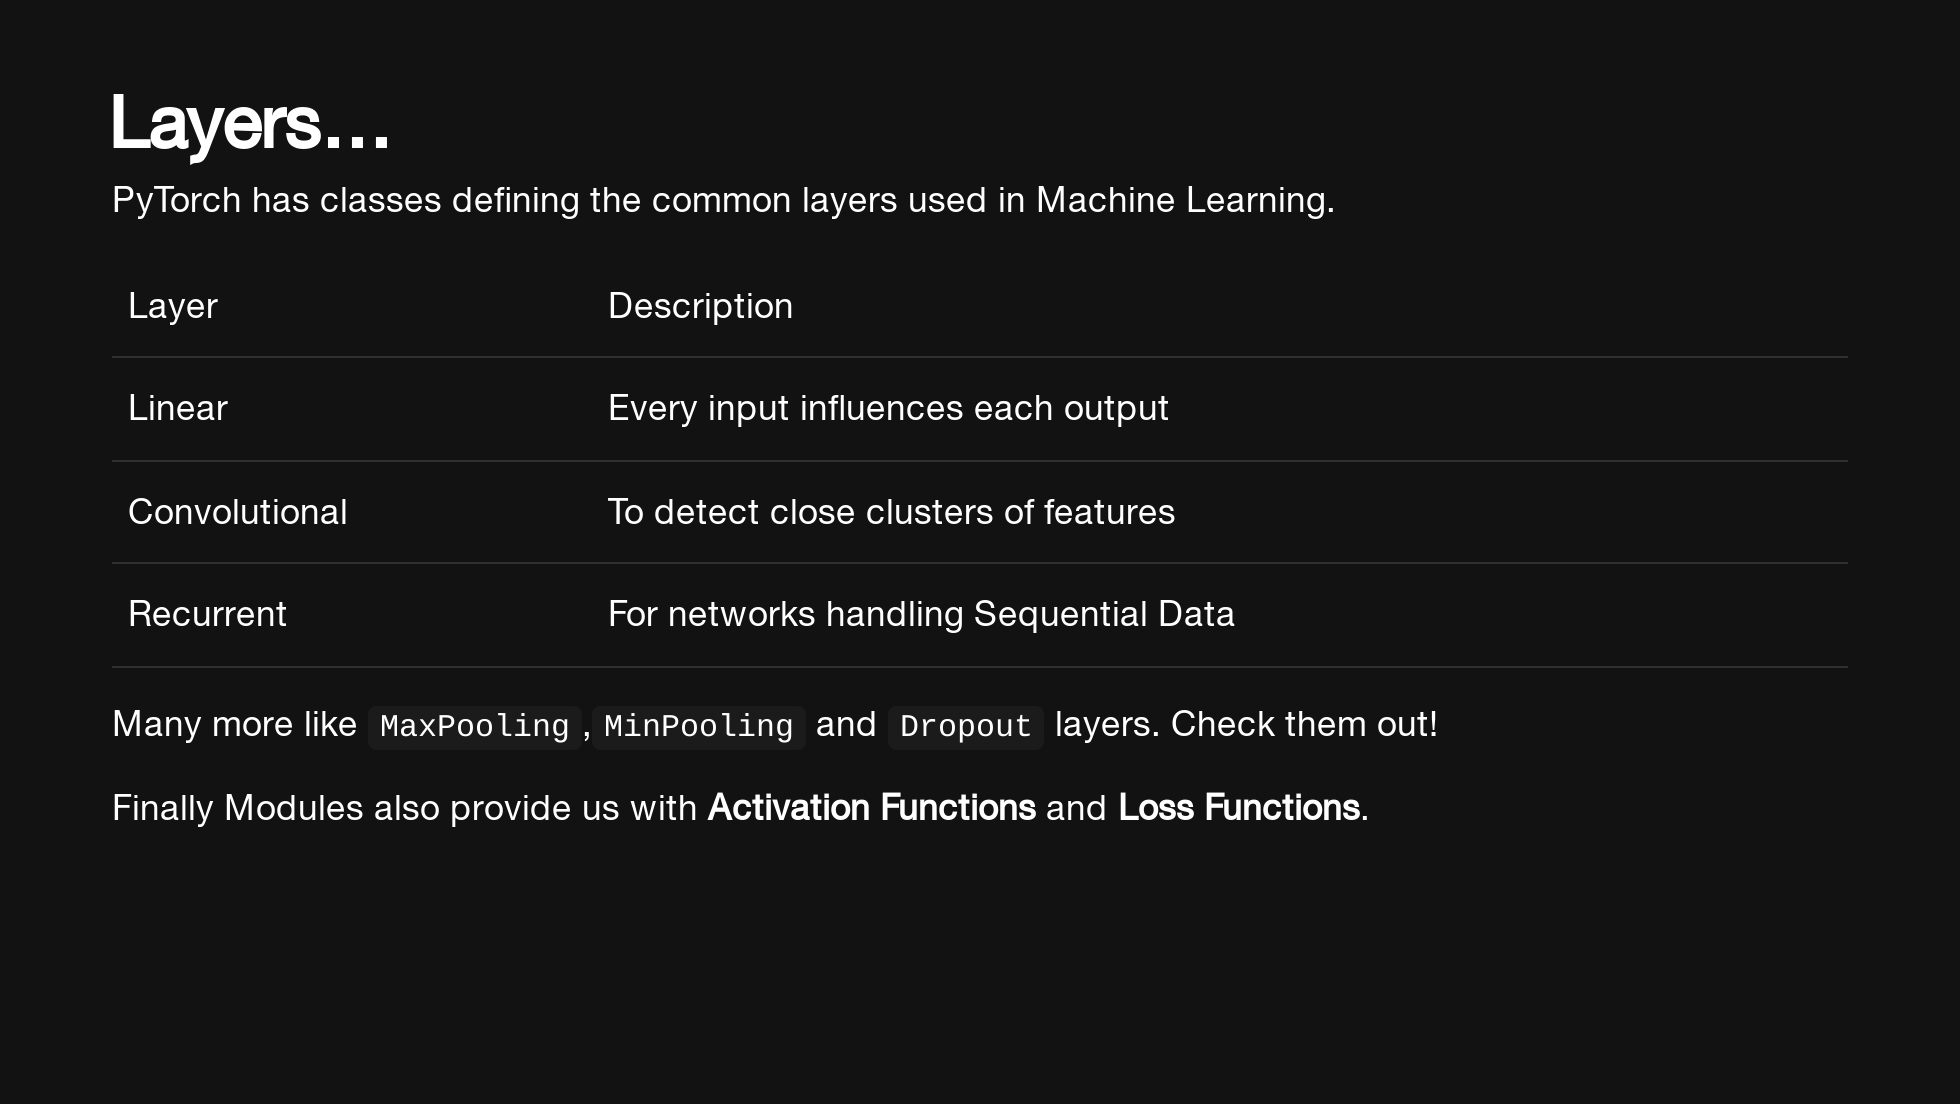 Layers...
PyTorch has classes defining the common layers used in Machine Learning.
Layer Description
Linear Every input influences each output
Convolutional To detect close clusters of features
Recurrent For networks handling Sequential Data
Many more like MaxPooling,MinPooling and Dropout layers. Check them out!
Finally Modules also provide us with Activation Functions and Loss Functions.